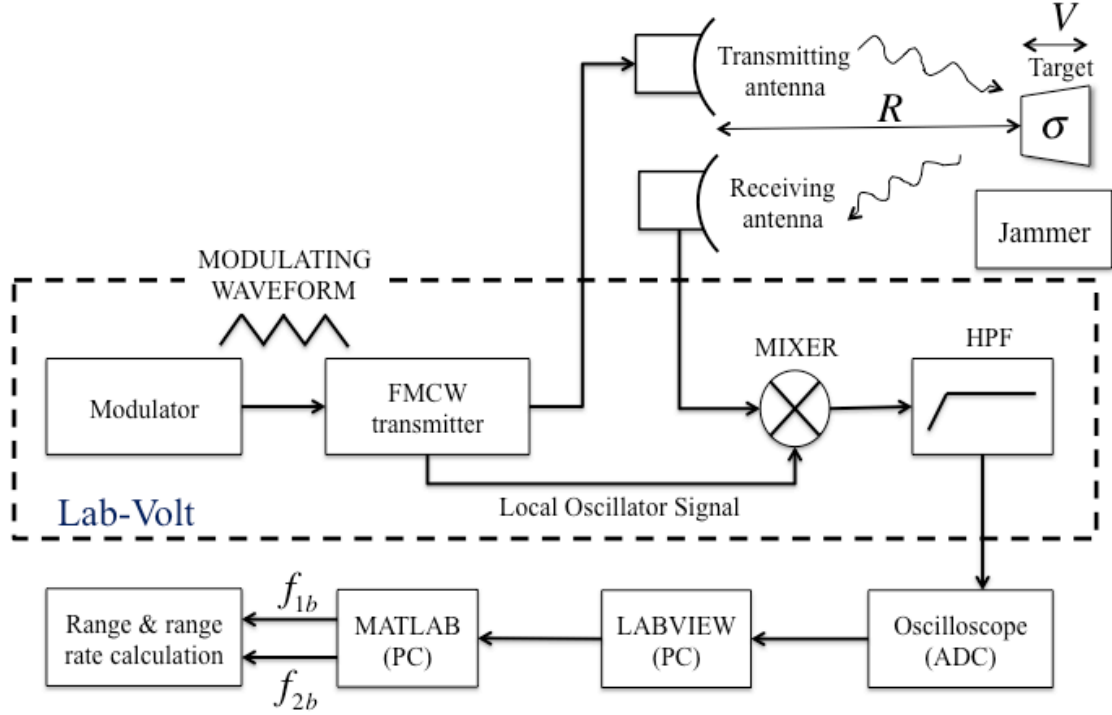 V
Transmitting
antenna
Target
R
σ
Receiving
antenna
Jammer
MODULATING
WAVEFORM
MIXER
HPF
Modulator
FMCW
transmitter
Lab-Volt
Local Oscillator Signal
f1b
Range & range
rate calculation
MATLAB
(PC)
LABVIEW
(PC)
Oscilloscope
(ADC)
f2b